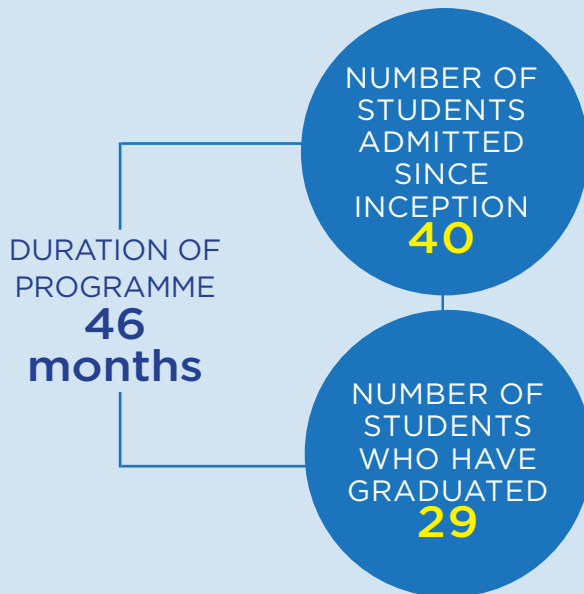 NUMBER OF
STUDENTS
ADMITTED
SINCE
INCEPTION
40
DURATION OF
PROGRAMME
46
months
NUMBER OF
STUDENTS
WHO HAVE
GRADUATED
29